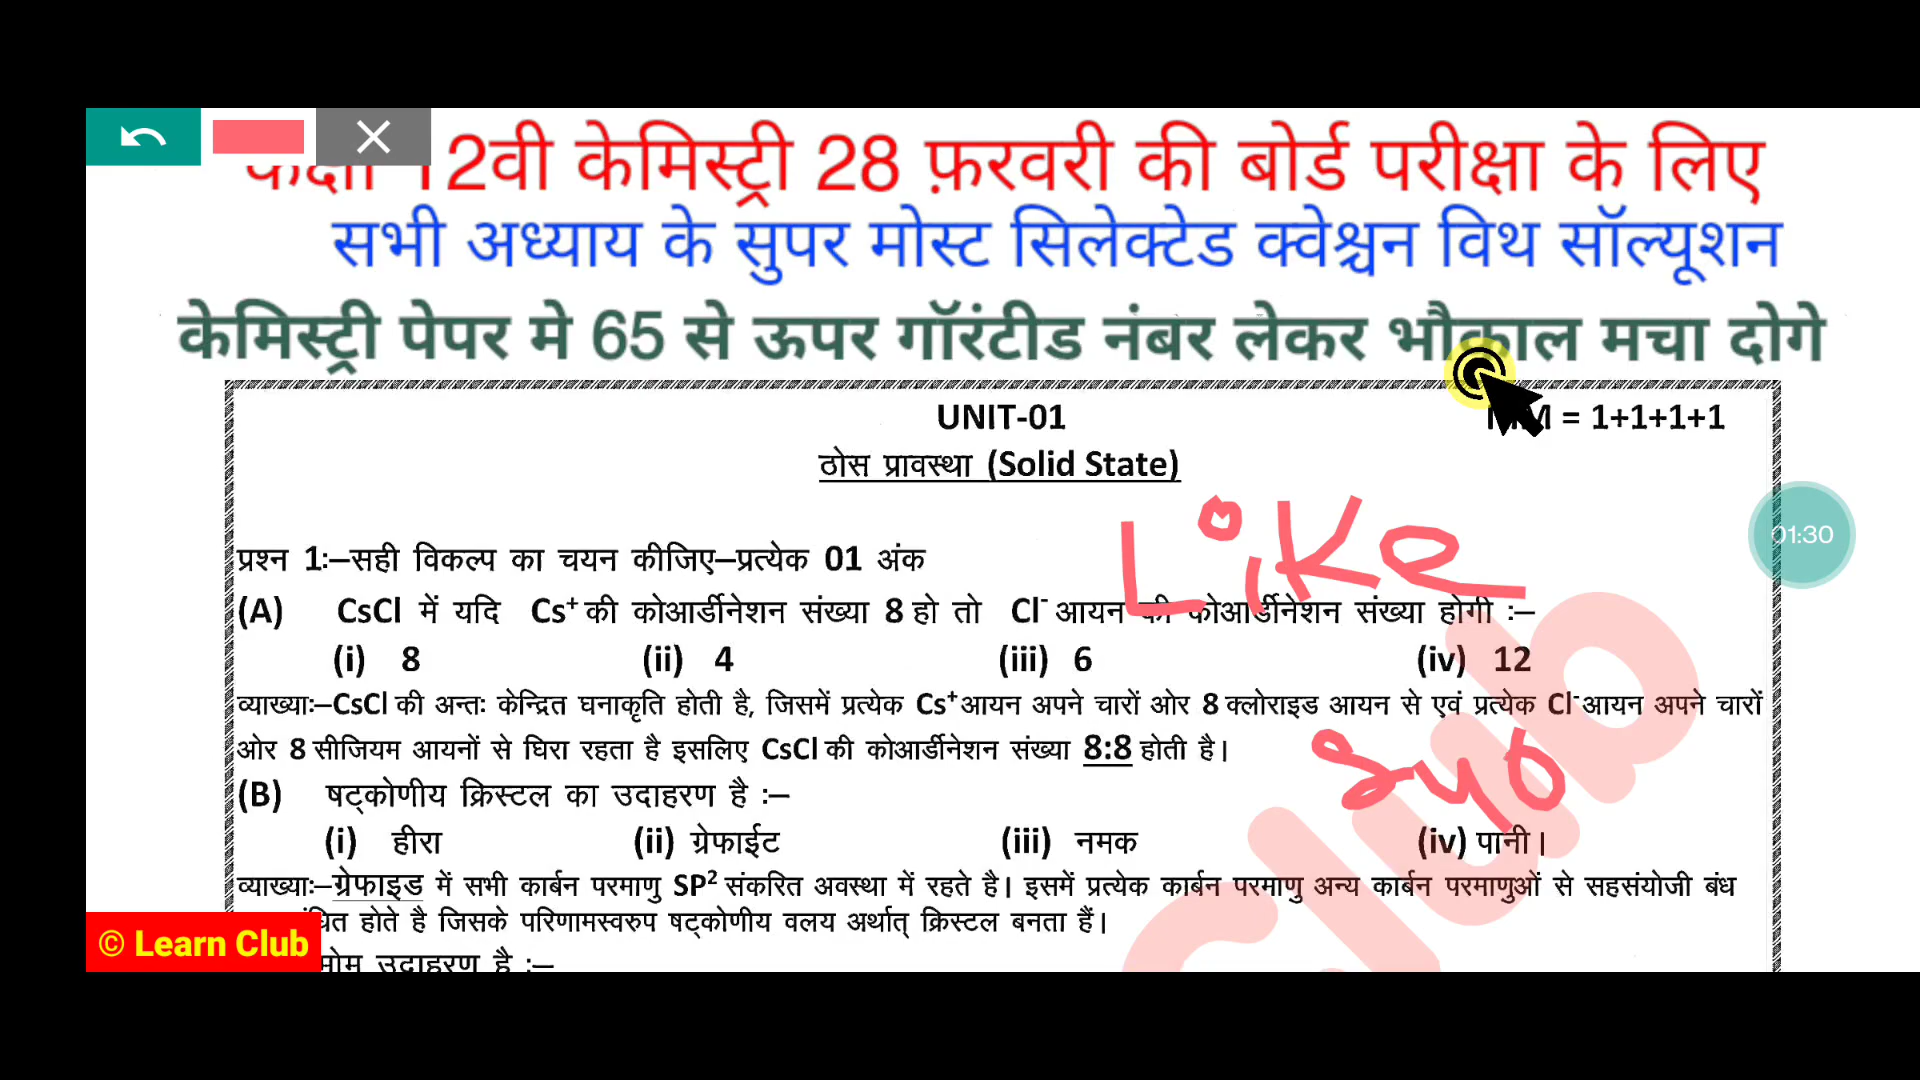 कक्षा 12वी केमिस्ट्री 28 फ़रवरी की बोर्ड परीक्षा के लिए
सभी अध्याय के सुपर मोस्ट सिलेक्टेड क्वेश्चन विथ सॉल्यूशन
केमिस्ट्री पेपर मे 65 से ऊपर गॉरंटीड नंबर लेकर भौकाल मचा दोगे
UNIT-01
= 1+1+1+1
ठोस प्रावस्था (Solid State)
Like
01:30
प्रश्न 1:–सही विकल्प का चयन कीजिए–प्रत्येक 01 अंक
(A) CsCl में यदि Cs⁺ की कोआर्डीनेशन संख्या 8 हो तो Cl⁻ आयन की कोआर्डीनेशन संख्या होगी :–
(i) 8 (ii) 4 (iii) 6 (iv) 12
व्याख्याः–CsCl की अन्तः केन्द्रित घनाकृति होती है, जिसमें प्रत्येक Cs⁺ आयन अपने चारों ओर 8 क्लोराइड आयन से एवं प्रत्येक Cl⁻ आयन अपने चारों
ओर 8 सीजियम आयनों से घिरा रहता है इसलिए CsCl की कोआर्डीनेशन संख्या 8:8 होती है।
(B) षट्कोणीय क्रिस्टल का उदाहरण है :–
(i) हीरा (ii) ग्रेफाईट (iii) नमक (iv) पानी।
व्याख्याः–ग्रेफाइड में सभी कार्बन परमाणु SP² संकरित अवस्था में रहते है। इसमें प्रत्येक कार्बन परमाणु अन्य कार्बन परमाणुओं से सहसंयोजी बंध
होते है जिसके परिणामस्वरुप षट्कोणीय वलय अर्थात् क्रिस्टल बनता हैं।
© Learn Club
मोम उदाहरण है :–
Club